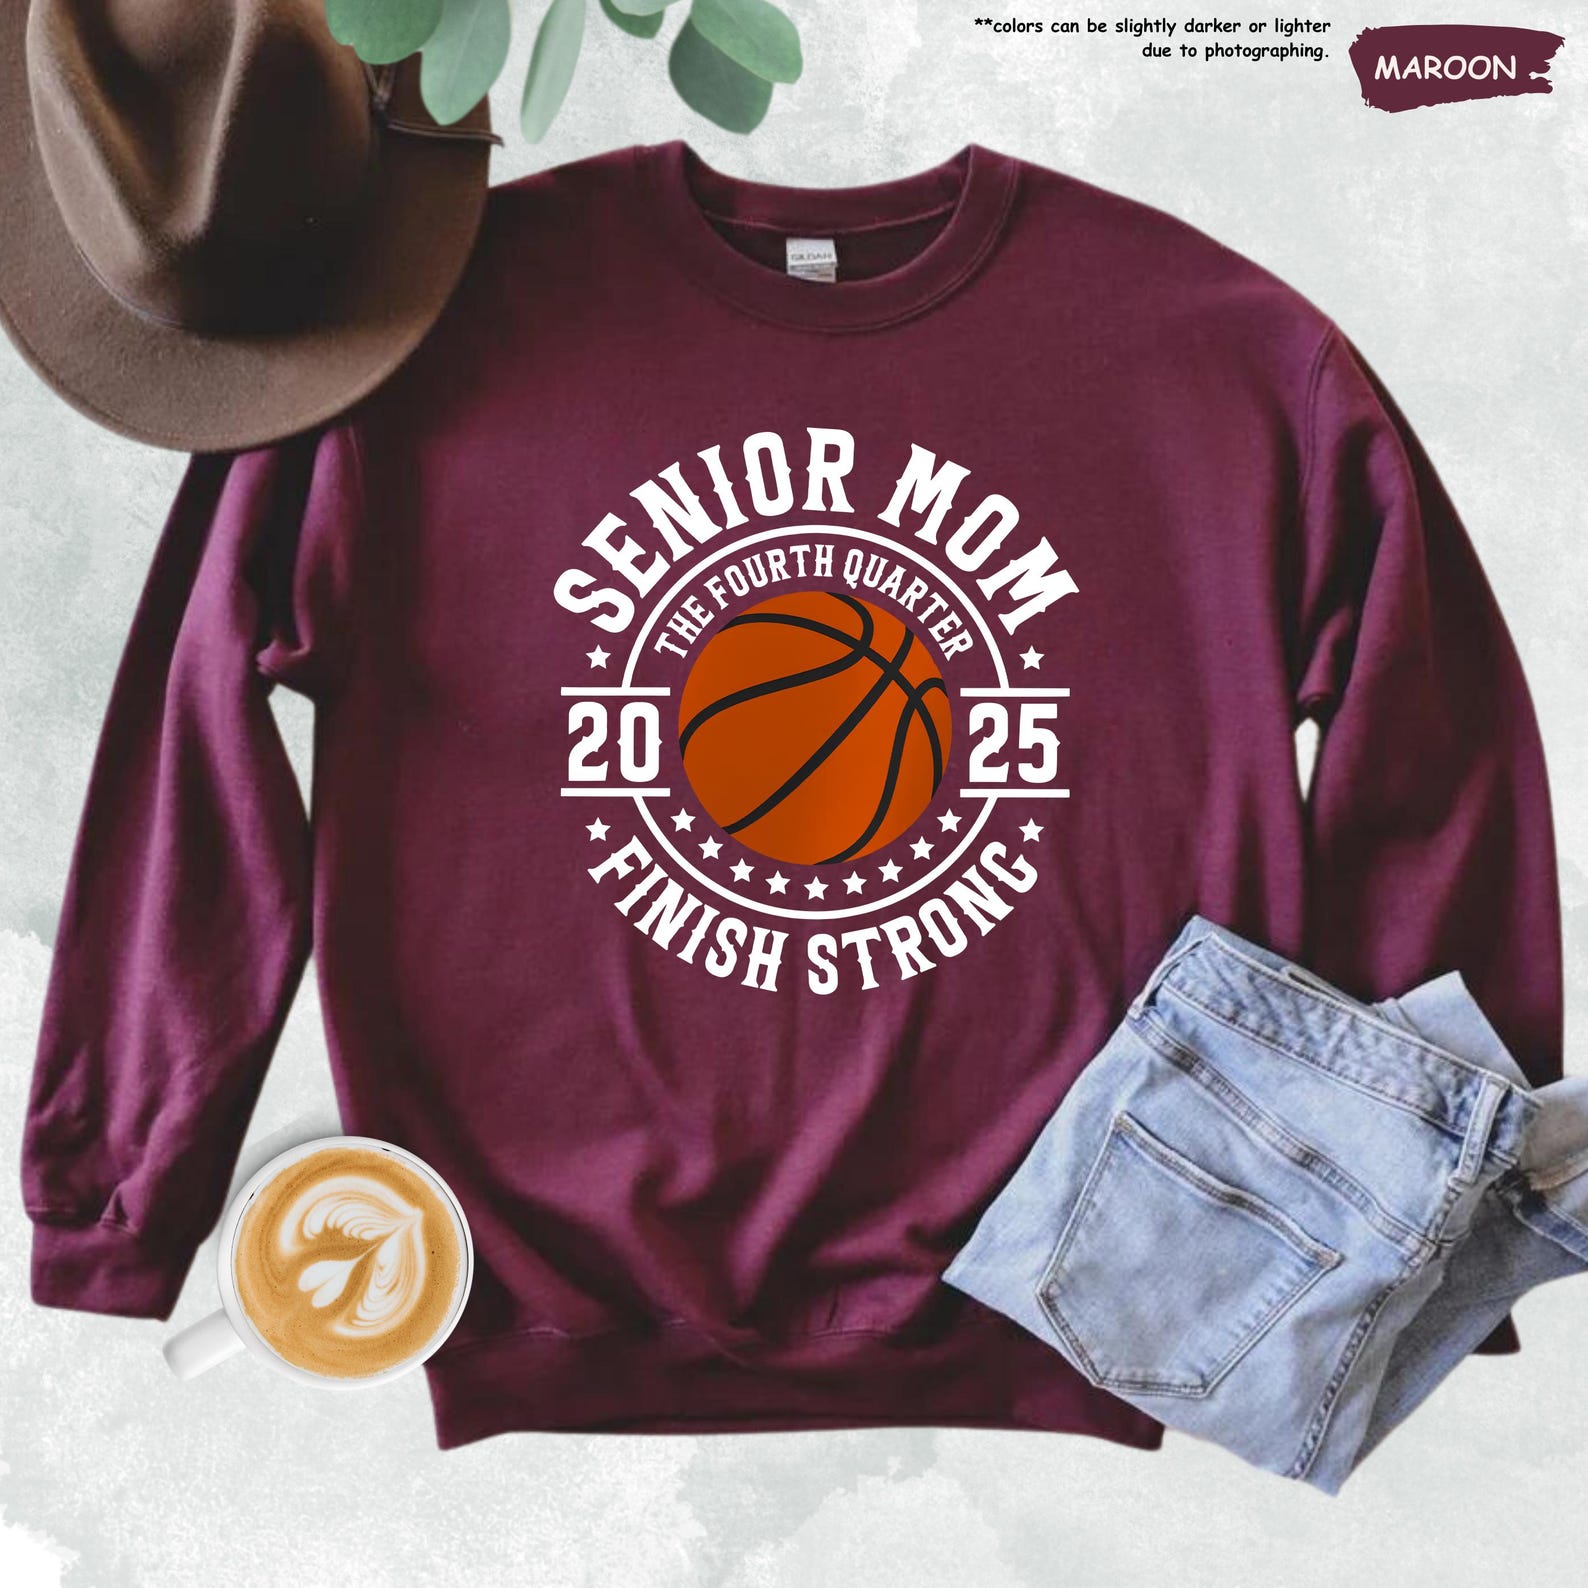 **colors can be slightly darker or lighter
due to photographing.
MAROON
GILDAN
SENIOR MOM
THE FOURTH QUARTER
20 25
FINISH STRONG